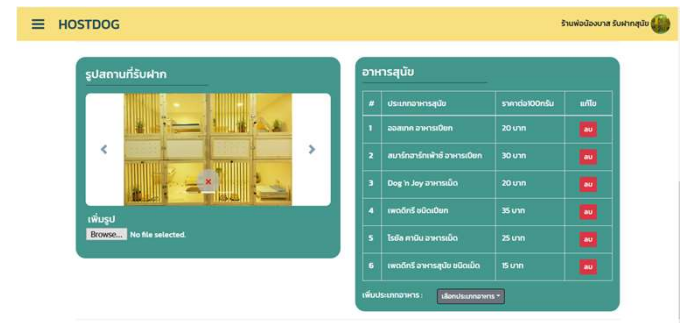 HOSTDOG
ร้านพ่อน้องบาส รับฝากสุนัข
รูปสถานที่รับฝาก
เพิ่มรูป
Browse... No file selected.
อาหารสุนัข
# ประเภทอาหารสุนัข ราคาต่อ100กรัม แก้ไข
1 ออสเทค อาหารเปียก 20 บาท ลบ
2 สมาร์ทฮาร์ทเพ้าช์ อาหารเปียก 30 บาท ลบ
3 Dog 'n Joy อาหารเม็ด 20 บาท ลบ
4 เพดดิกรี ชนิดเปียก 35 บาท ลบ
5 โรยัล คานิน อาหารเม็ด 25 บาท ลบ
6 เพดดิกรี อาหารสุนัข ชนิดเม็ด 15 บาท ลบ
เพิ่มประเภทอาหาร : เลือกประเภทอาหาร